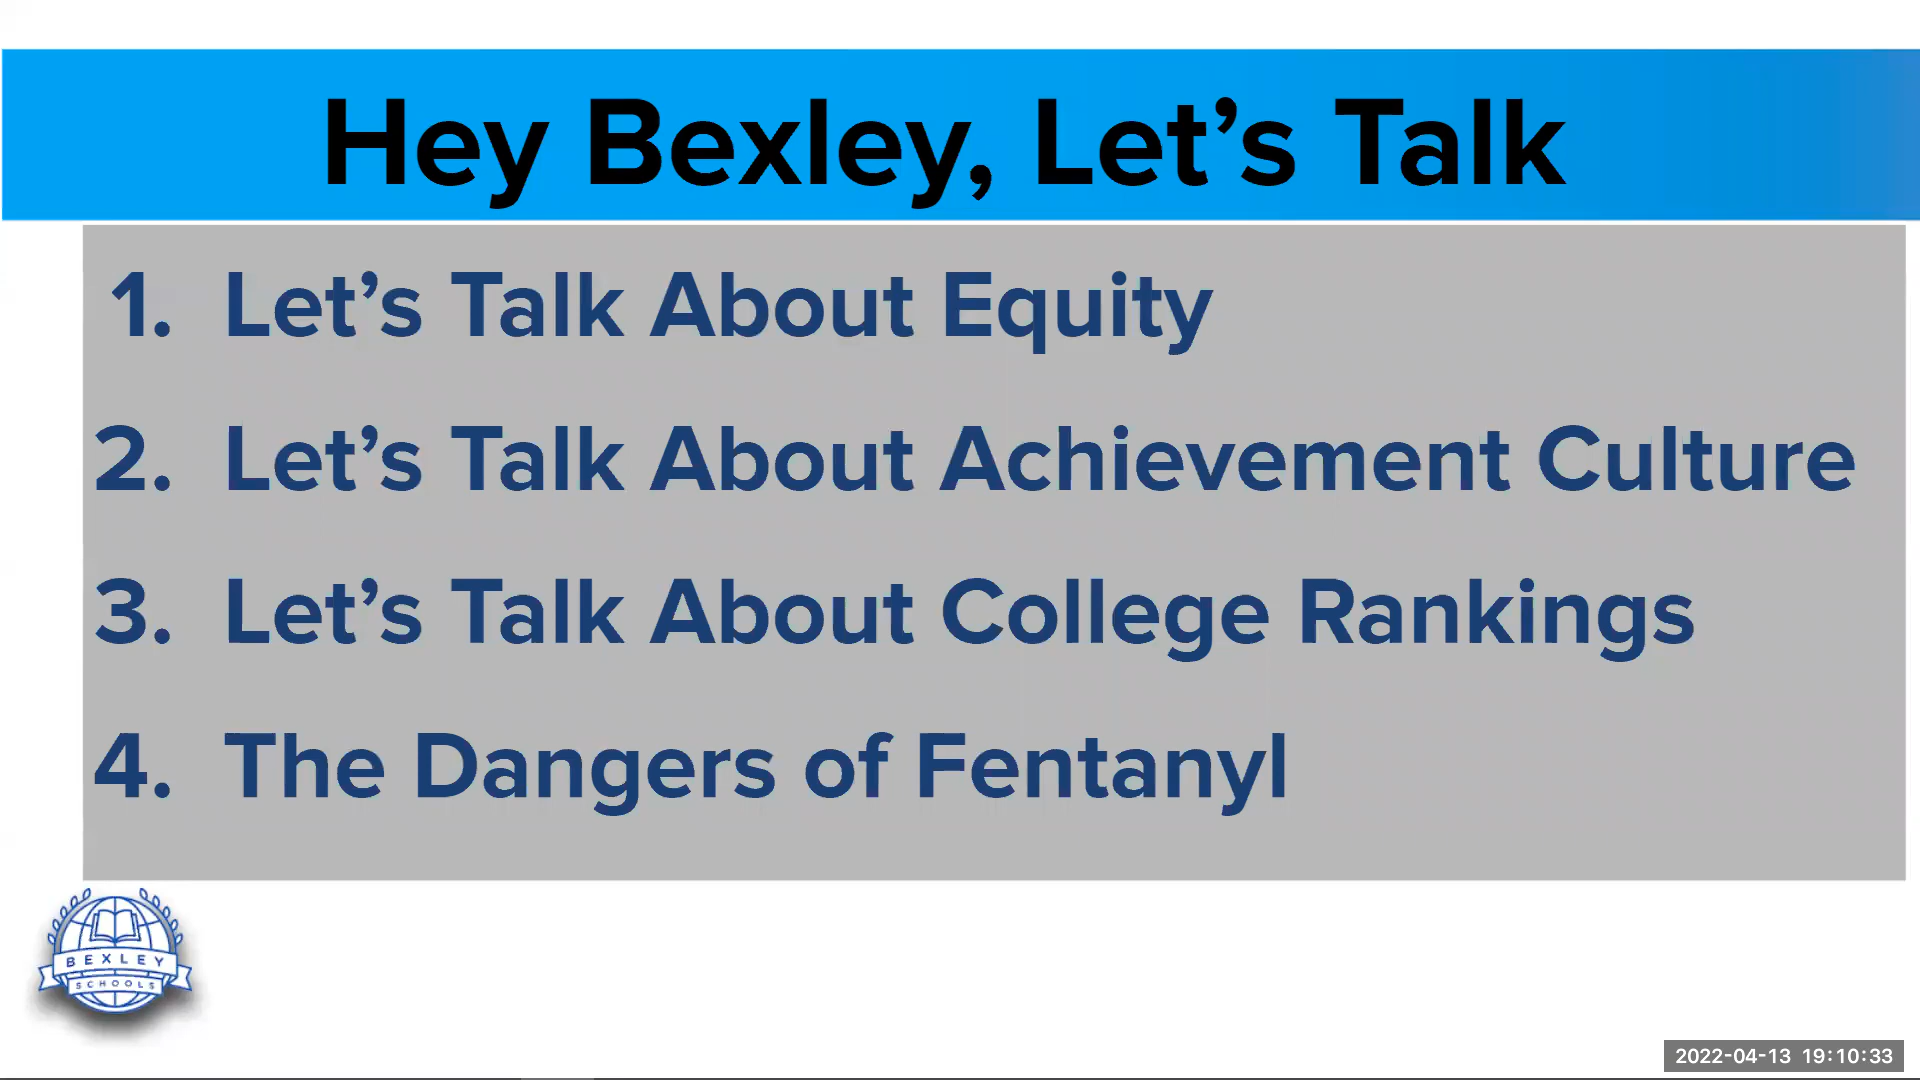 Hey Bexley, Let’s Talk
1. Let’s Talk About Equity
2. Let’s Talk About Achievement Culture
3. Let’s Talk About College Rankings
4. The Dangers of Fentanyl
BEXLEY
SCHOOLS
2022-04-13 19:10:33